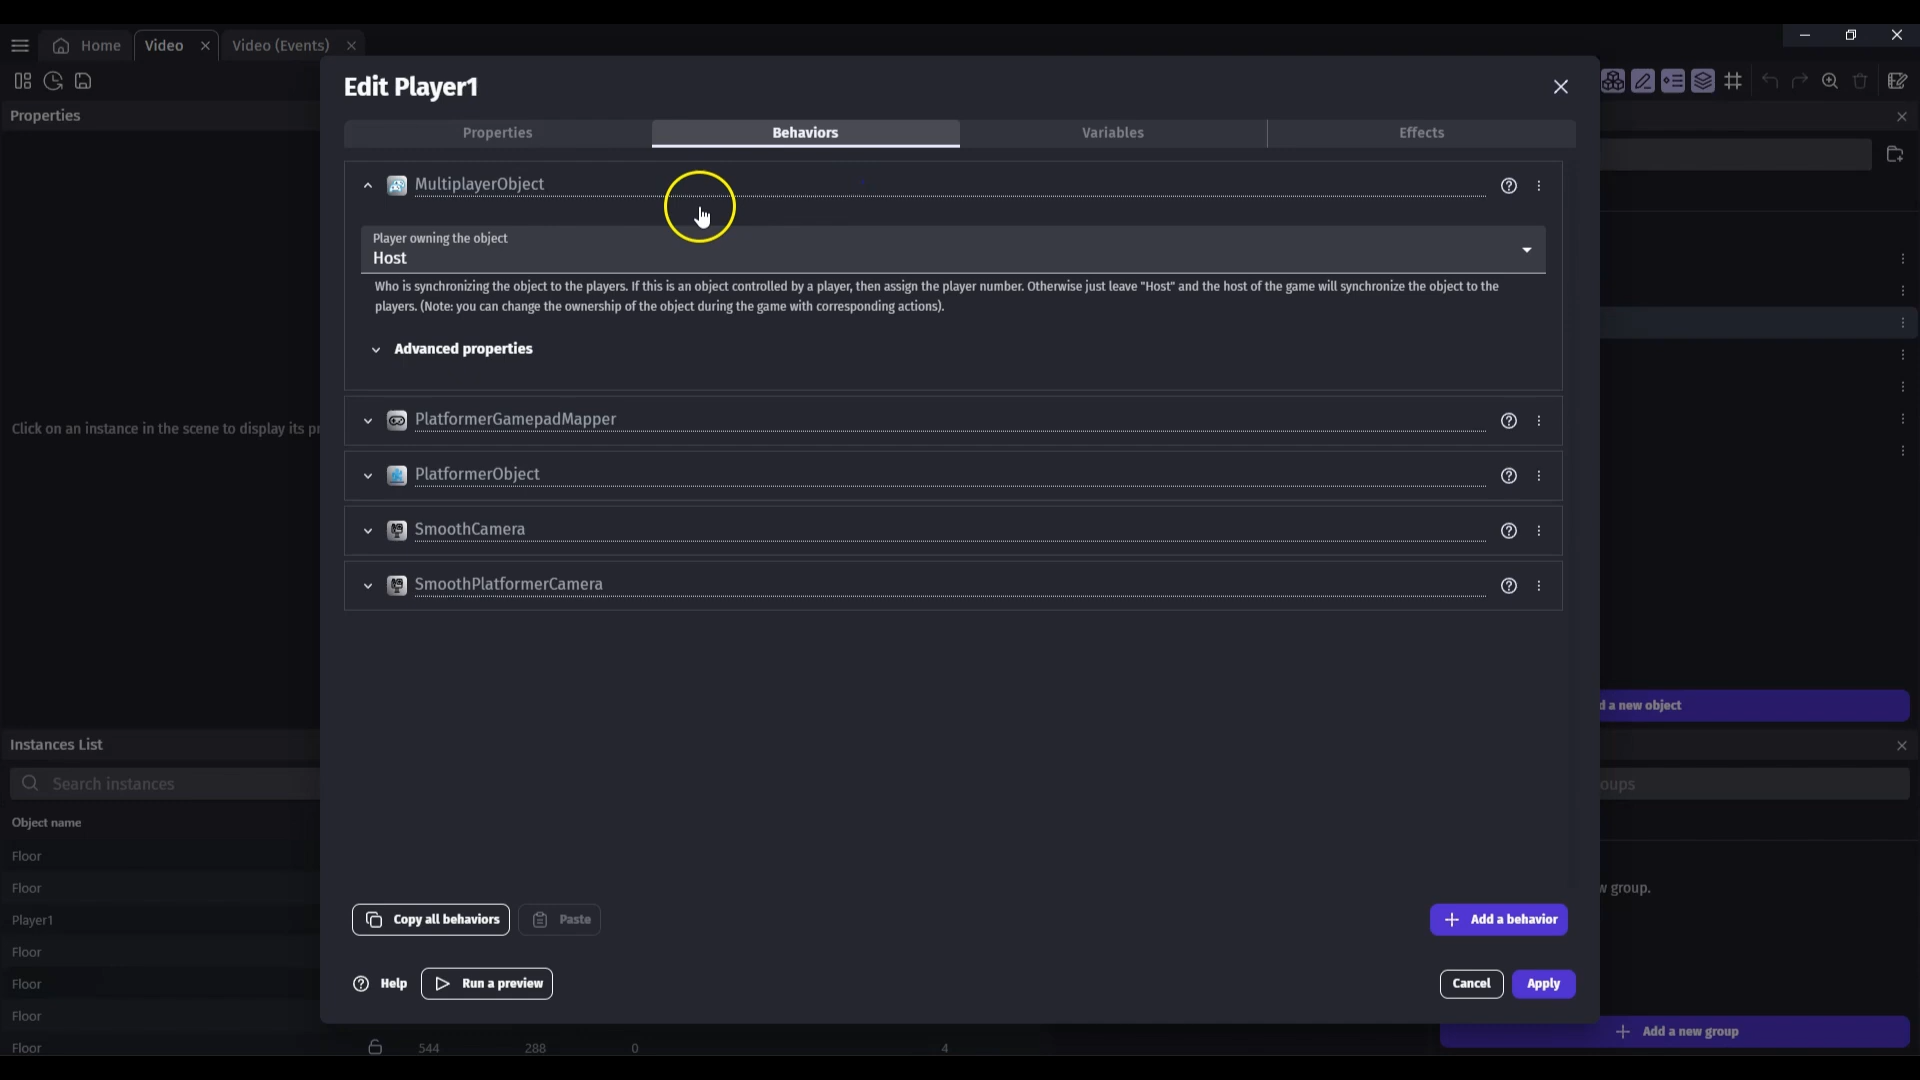 Home
Video
Video (Events)
Properties
Click on an instance in the scene to display its pr
Instances List
Search instances
Object name
Floor
Floor
Player1
Floor
Floor
Floor
Floor
544
288
0
4
Edit Player1
Properties
Behaviors
Variables
Effects
MultiplayerObject
Player owning the object
Host
Who is synchronizing the object to the players. If this is an object controlled by a player, then assign the player number. Otherwise just leave "Host" and the host of the game will synchronize the object to the
players. (Note: you can change the ownership of the object during the game with corresponding actions).
Advanced properties
PlatformerGamepadMapper
PlatformerObject
SmoothCamera
SmoothPlatformerCamera
Copy all behaviors
Paste
Add a behavior
Help
Run a preview
Cancel
Apply
d a new object
oups
w group.
Add a new group